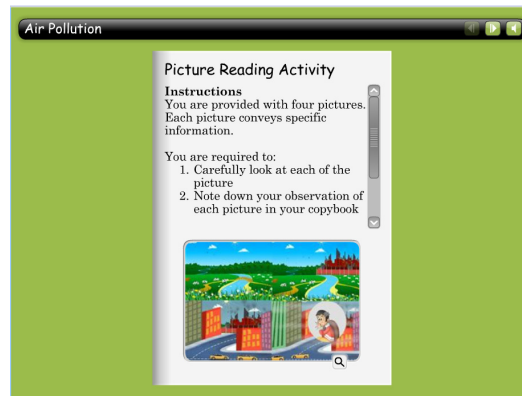 Air Pollution
Picture Reading Activity
Instructions
You are provided with four pictures.
Each picture conveys specific
information.
You are required to:
1. Carefully look at each of the
picture
2. Note down your observation of
each picture in your copybook